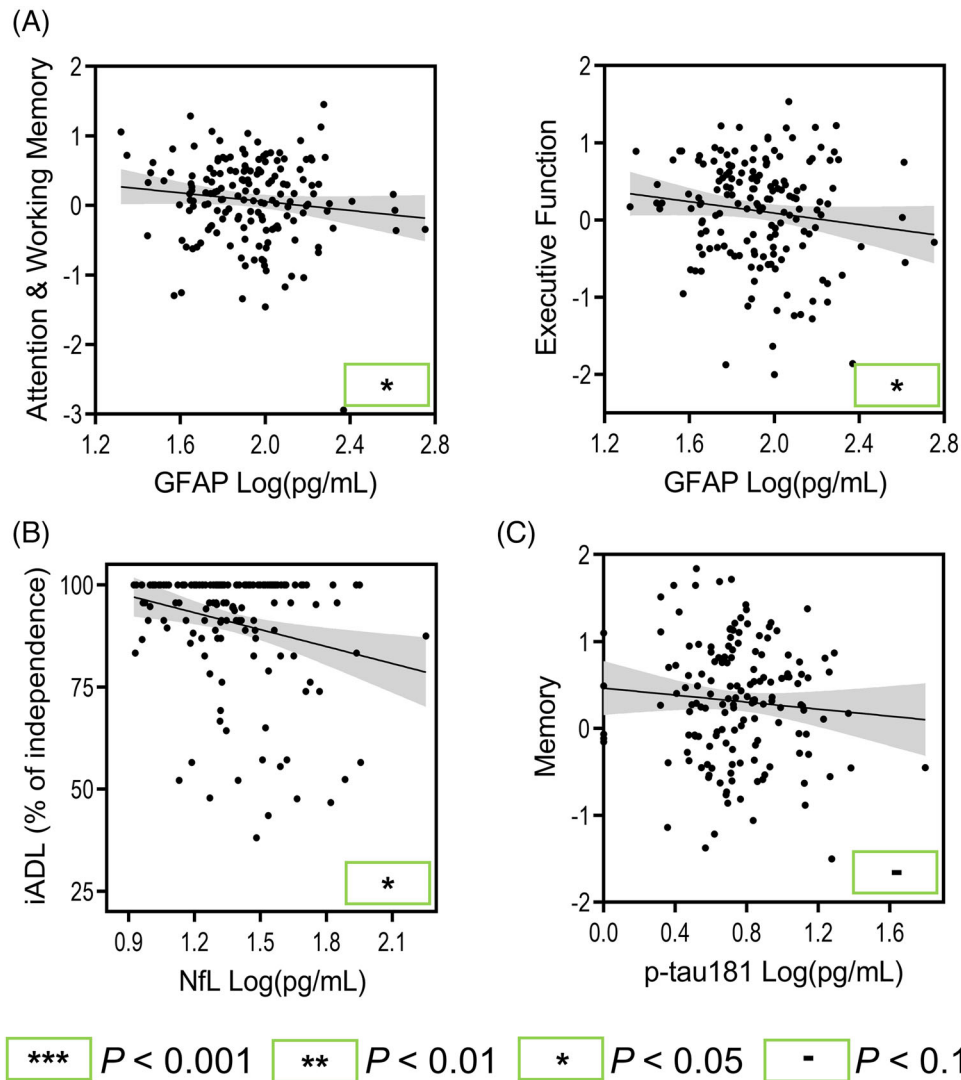 (A)
Attention & Working Memory
2
1
0
-1
-2
-3
1.2 1.6 2.0 2.4 2.8
GFAP Log(pg/mL)
*
Executive Function
2
1
0
-1
-2
1.2 1.6 2.0 2.4 2.8
GFAP Log(pg/mL)
*
(B)
iADL (% of independence)
100
75
50
25
0.9 1.2 1.5 1.8 2.1
NfL Log(pg/mL)
*
(C)
Memory
2
1
0
-1
-2
0.0 0.4 0.8 1.2 1.6
p-tau181 Log(pg/mL)
-
*** P < 0.001 ** P < 0.01 * P < 0.05 - P < 0.1